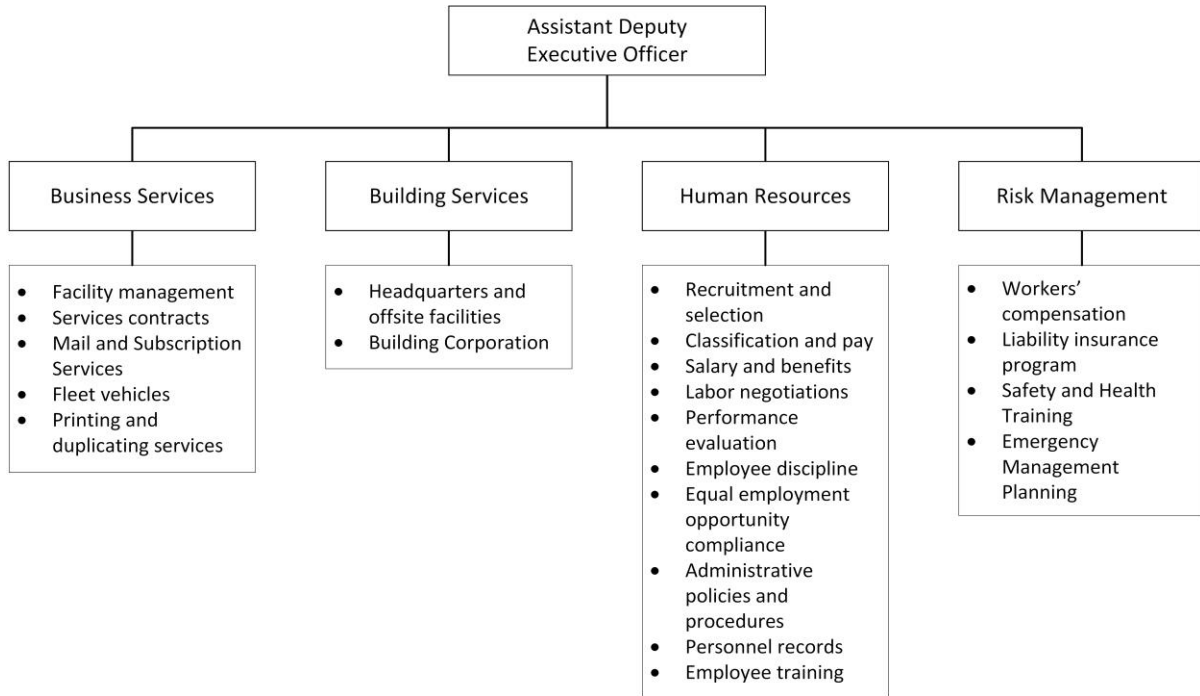 Assistant Deputy
Executive Officer
Business Services
Building Services
Human Resources
Risk Management
• Facility management
• Services contracts
• Mail and Subscription
Services
• Fleet vehicles
• Printing and
duplicating services
• Headquarters and
offsite facilities
• Building Corporation
• Recruitment and
selection
• Classification and pay
• Salary and benefits
• Labor negotiations
• Performance
evaluation
• Employee discipline
• Equal employment
opportunity
compliance
• Administrative
policies and
procedures
• Personnel records
• Employee training
• Workers’
compensation
• Liability insurance
program
• Safety and Health
Training
• Emergency
Management
Planning